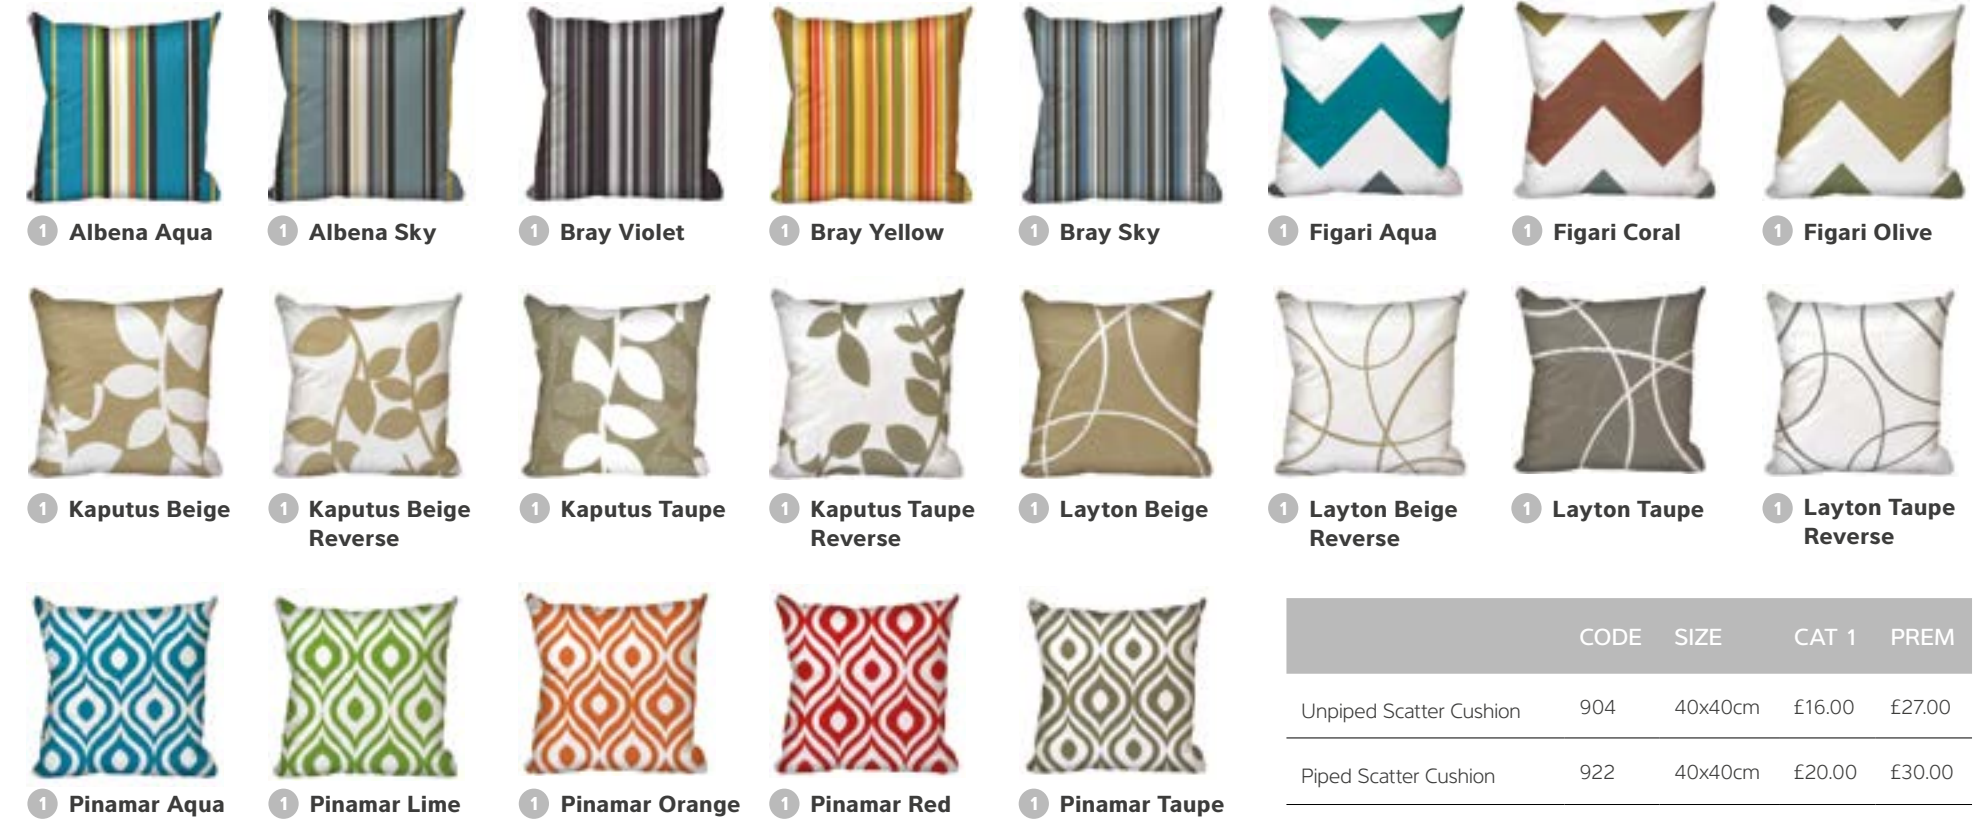 1 Albena Aqua
1 Albena Sky
1 Bray Violet
1 Bray Yellow
1 Bray Sky
1 Figari Aqua
1 Figari Coral
1 Figari Olive
1 Kaputus Beige
1 Kaputus Beige
Reverse
1 Kaputus Taupe
1 Kaputus Taupe
Reverse
1 Layton Beige
1 Layton Beige
Reverse
1 Layton Taupe
1 Layton Taupe
Reverse
1 Pinamar Aqua
1 Pinamar Lime
1 Pinamar Orange
1 Pinamar Red
1 Pinamar Taupe
CODE SIZE CAT 1 PREM
Unpiped Scatter Cushion 904 40x40cm £16.00 £27.00
Piped Scatter Cushion 922 40x40cm £20.00 £30.00